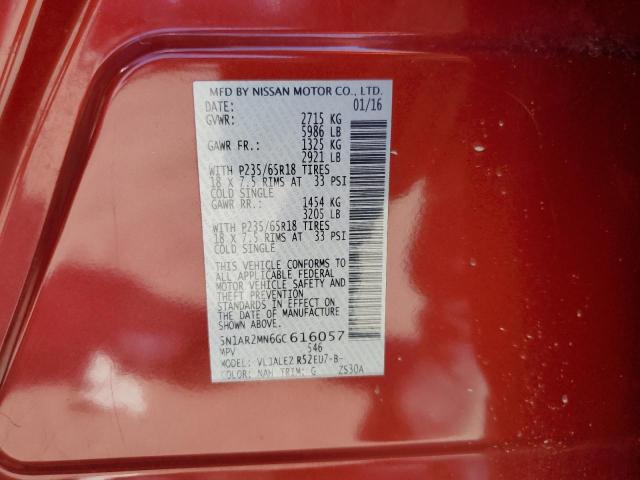 MFD BY NISSAN MOTOR CO., LTD.
DATE: 01/16
GVWR: 2715 KG
5986 LB
GAWR FR.: 1325 KG
2921 LB
WITH P235/65R18 TIRES
18 X 7.5 RIMS AT 33 PSI
COLD SINGLE
GAWR RR.: 1454 KG
3205 LB
WITH P235/65R18 TIRES
18 X 7.5 RIMS AT 33 PSI
COLD SINGLE
THIS VEHICLE CONFORMS TO
ALL APPLICABLE FEDERAL
MOTOR VEHICLE SAFETY AND
THEFT PREVENTION
STANDARDS IN EFFECT ON
THE DATE OF MANUFACTURE
SHOWN ABOVE.
5N1AR2MN6GC616057
MPV 546
MODEL: R52EU7-B-
COLOR: NAH TRIM: G ZS30A